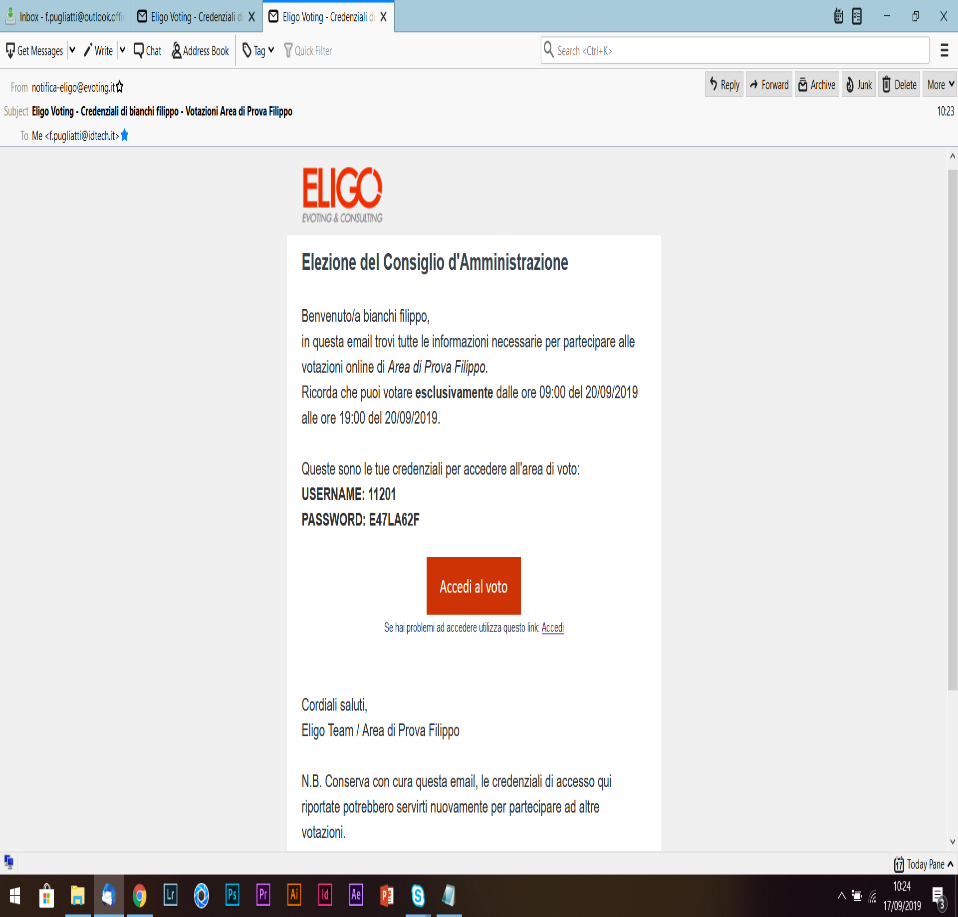 Inbox - f.pugliatti@outlook.offi
Eligo Voting - Credenziali di
Eligo Voting - Credenziali di
Get Messages
Write
Chat
Address Book
Tag
Quick Filter
Search <Ctrl+K>
From notifica-eligo@evoting.it
Reply
Forward
Archive
Junk
Delete
More
Subject Eligo Voting - Credenziali di bianchi filippo - Votazioni Area di Prova Filippo
10:23
To Me <f.pugliatti@idtech.it>
ELIGO
EVOTING & CONSULTING
Elezione del Consiglio d'Amministrazione
Benvenuto/a bianchi filippo,
in questa email trovi tutte le informazioni necessarie per partecipare alle
votazioni online di Area di Prova Filippo.
Ricorda che puoi votare esclusivamente dalle ore 09:00 del 20/09/2019
alle ore 19:00 del 20/09/2019.
Queste sono le tue credenziali per accedere all'area di voto:
USERNAME: 11201
PASSWORD: E47LA62F
Accedi al voto
Se hai problemi ad accedere utilizza questo link: Accedi
Cordiali saluti,
Eligo Team / Area di Prova Filippo
N.B. Conserva con cura questa email, le credenziali di accesso qui
riportate potrebbero servirti nuovamente per partecipare ad altre
votazioni.
17 Today Pane
Lr
Ps
Pr
Ai
Id
Ae
10:24
17/09/2019
3